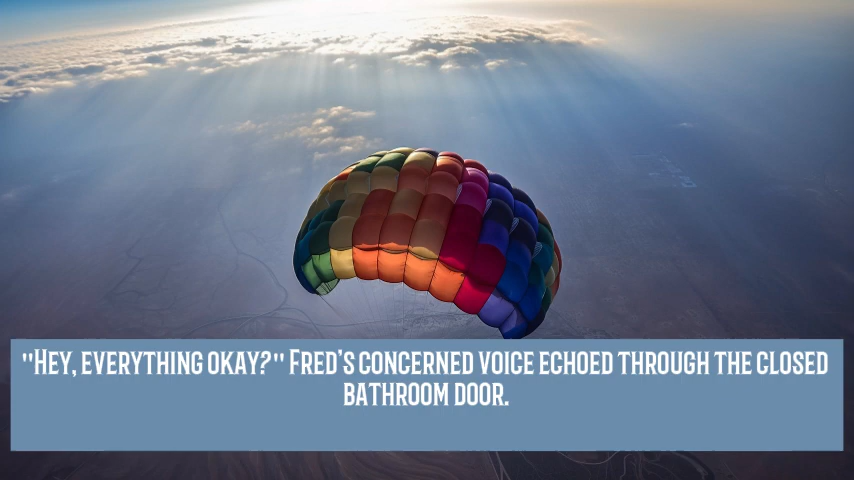 "Hey, everything okay?" Fred's concerned voice echoed through the closed
bathroom door.